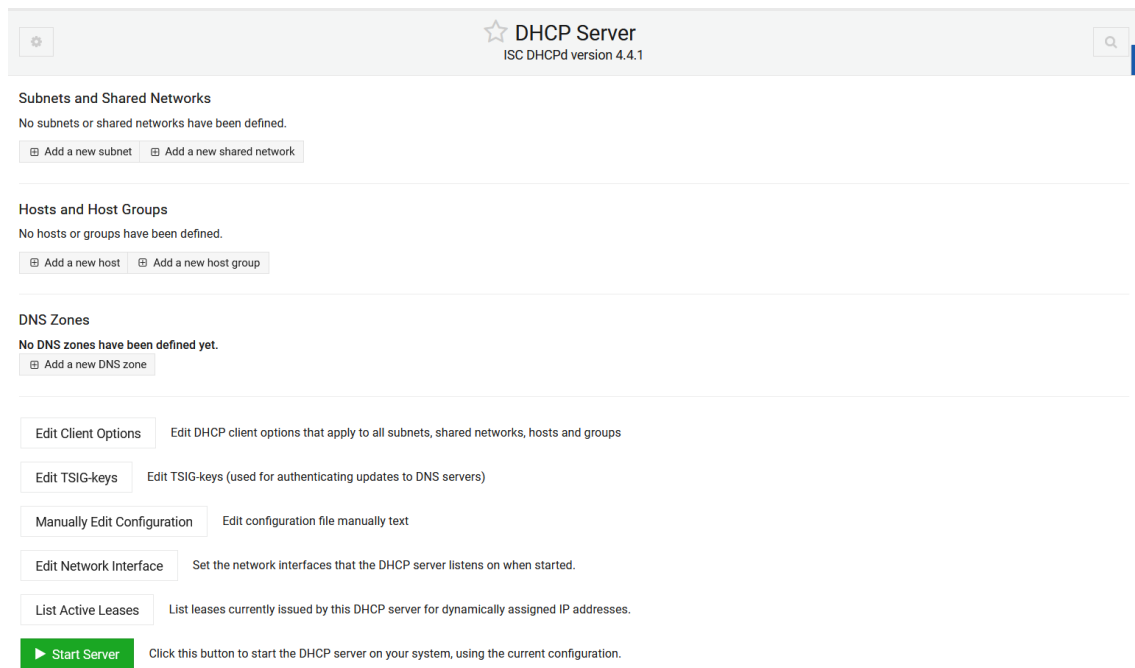 DHCP Server
ISC DHCPd version 4.4.1
Subnets and Shared Networks
No subnets or shared networks have been defined.
Add a new subnet Add a new shared network
Hosts and Host Groups
No hosts or groups have been defined.
Add a new host Add a new host group
DNS Zones
No DNS zones have been defined yet.
Add a new DNS zone
Edit Client Options Edit DHCP client options that apply to all subnets, shared networks, hosts and groups
Edit TSIG-keys Edit TSIG-keys (used for authenticating updates to DNS servers)
Manually Edit Configuration Edit configuration file manually text
Edit Network Interface Set the network interfaces that the DHCP server listens on when started.
List Active Leases List leases currently issued by this DHCP server for dynamically assigned IP addresses.
Start Server Click this button to start the DHCP server on your system, using the current configuration.